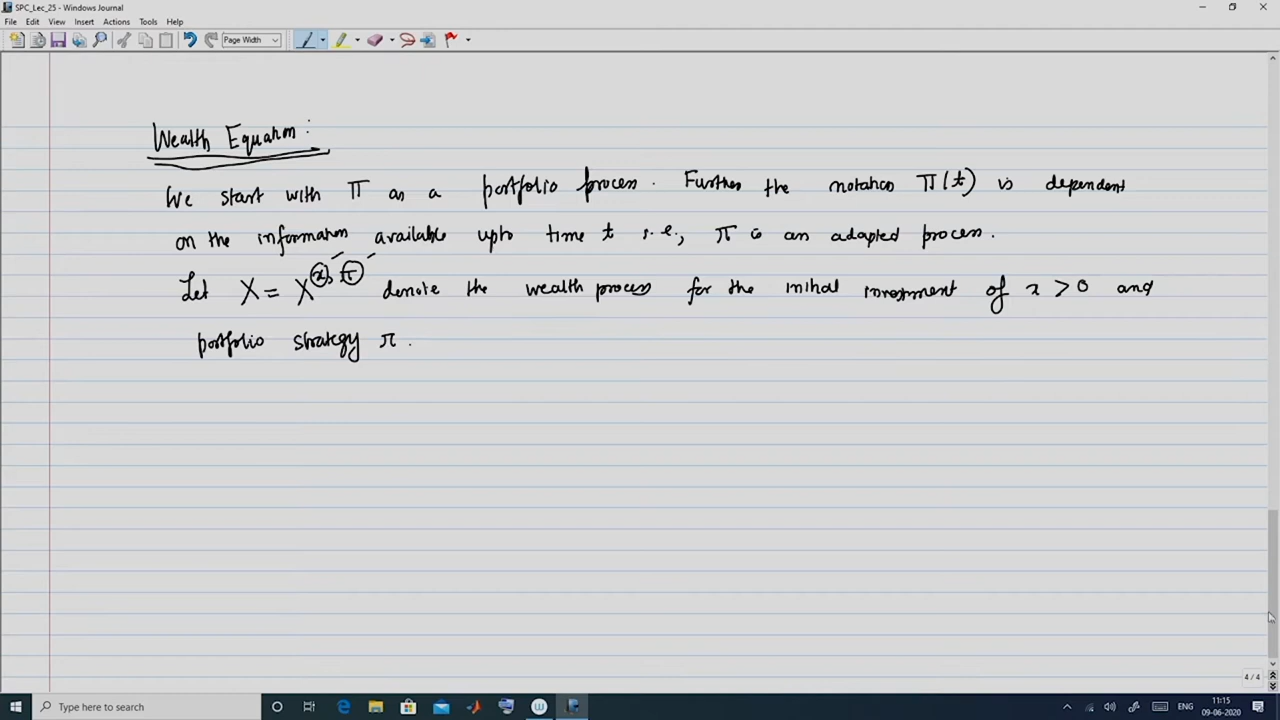 SPC_Lec_25 - Windows Journal
File Edit View Insert Actions Tools Help
Page Width
Wealth Equation:
We start with Π as a portfolio process. Further the notation Π(t) is dependent
on the information available upto time t i.e., π is an adapted process.
Let X = X^{x, π} denote the wealth process for the initial investment of x > 0 and
portfolio strategy π.
4 / 4
Type here to search
ENG
11:15
09-06-2020